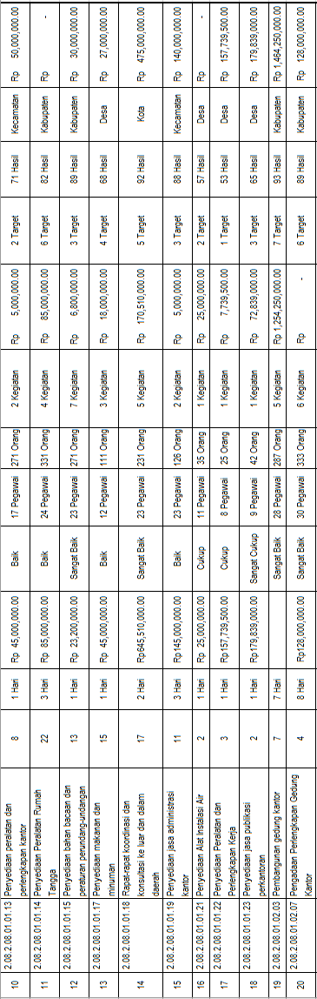 10 2.08.2.08.01.01.13 Penyediaan peralatan dan perlengkapan kantor 8 1 Hari Rp 45,000,000.00 Baik 17 Pegawai 271 Orang 2 Kegiatan Rp 5,000,000.00 2 Target 71 Hasil Kecamatan Rp 50,000,000.00
11 2.08.2.08.01.01.14 Penyediaan Peralatan Rumah Tangga 22 3 Hari Rp 85,000,000.00 Baik 24 Pegawai 331 Orang 4 Kegiatan Rp 85,000,000.00 6 Target 82 Hasil Kabupaten Rp -
12 2.08.2.08.01.01.15 Penyediaan bahan bacaan dan peraturan perundang-undangan 13 1 Hari Rp 23,200,000.00 Sangat Baik 23 Pegawai 271 Orang 7 Kegiatan Rp 6,800,000.00 3 Target 89 Hasil Kabupaten Rp 30,000,000.00
13 2.08.2.08.01.01.17 Penyediaan makanan dan minuman 15 1 Hari Rp 45,000,000.00 Baik 12 Pegawai 111 Orang 3 Kegiatan Rp 18,000,000.00 4 Target 68 Hasil Desa Rp 27,000,000.00
14 2.08.2.08.01.01.18 Rapat-rapat koordinasi dan konsultasi ke luar dan dalam daerah 17 2 Hari Rp645,510,000.00 Sangat Baik 23 Pegawai 231 Orang 5 Kegiatan Rp 170,510,000.00 5 Target 92 Hasil Kota Rp 475,000,000.00
15 2.08.2.08.01.01.19 Penyediaan jasa administrasi kantor 11 3 Hari Rp145,000,000.00 Baik 23 Pegawai 126 Orang 2 Kegiatan Rp 5,000,000.00 3 Target 88 Hasil Kecamatan Rp 140,000,000.00
16 2.08.2.08.01.01.21 Penyediaan Alat Instalasi Air 2 1 Hari Rp 25,000,000.00 Cukup 11 Pegawai 35 Orang 1 Kegiatan Rp 25,000,000.00 2 Target 57 Hasil Desa Rp -
17 2.08.2.08.01.01.22 Penyediaan Peralatan dan Perlengkapan Kerja 3 1 Hari Rp157,739,500.00 Cukup 8 Pegawai 25 Orang 1 Kegiatan Rp 7,739,500.00 1 Target 53 Hasil Desa Rp 157,739,500.00
18 2.08.2.08.01.01.23 Penyediaan jasa publikasi perkantoran 2 1 Hari Rp179,839,000.00 Sangat Cukup 9 Pegawai 42 Orang 1 Kegiatan Rp 72,839,000.00 3 Target 65 Hasil Desa Rp 179,839,000.00
19 2.08.2.08.01.02.03 Pembangunan gedung kantor 7 7 Hari Sangat Baik 28 Pegawai 287 Orang 5 Kegiatan Rp 1,254,250,000.00 7 Target 93 Hasil Kabupaten Rp 1,464,250,000.00
20 2.08.2.08.01.02.07 Pengadaan Perlengkapan Gedung Kantor 4 8 Hari Rp128,000,000.00 Sangat Baik 30 Pegawai 333 Orang 6 Kegiatan Rp - 6 Target 89 Hasil Kabupaten Rp 128,000,000.00